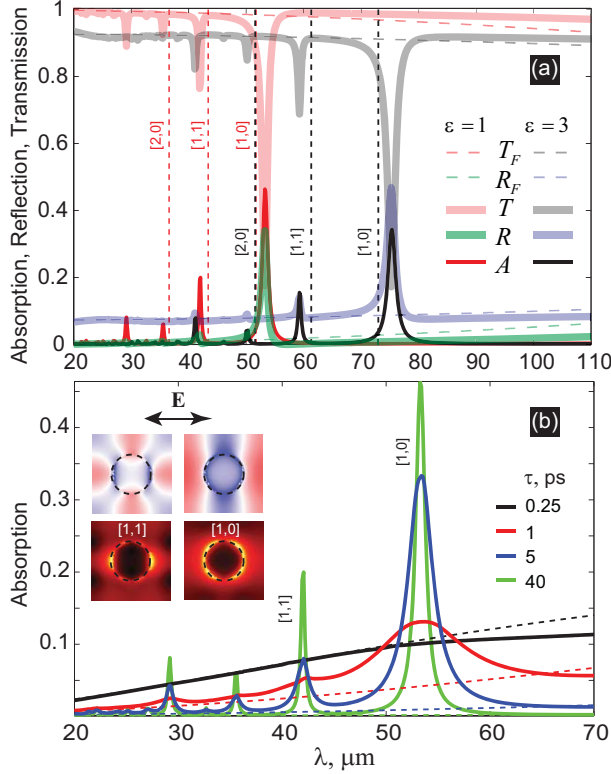 Absorption, Reflection, Transmission
1
0.8
0.6
0.4
0.2
0
(a)
[2,0]
[1,1]
[1,0]
[2,0]
[1,1]
[1,0]
ε = 1 ε = 3
T_F
R_F
T
R
A
20 30 40 50 60 70 80 90 100 110
(b)
E
[1,1] [1,0]
[1,1]
[1,0]
τ, ps
0.25
1
5
40
Absorption
0.4
0.3
0.2
0.1
0
20 30 40 50 60 70
λ, μm